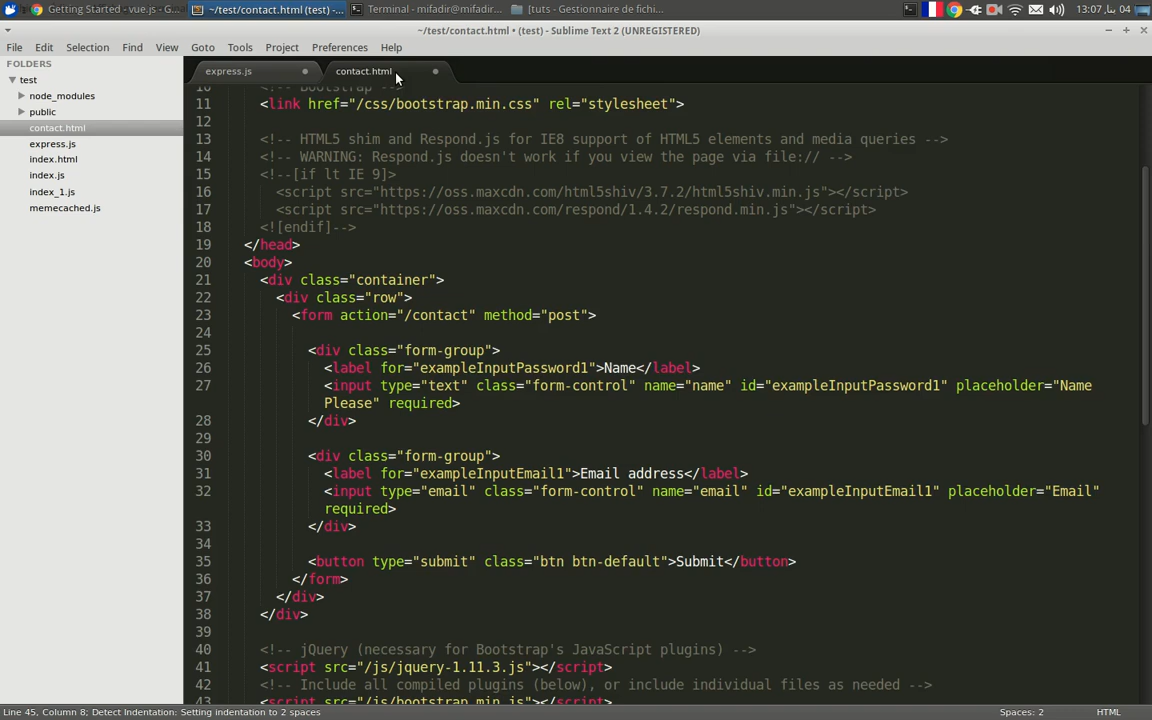 Getting Started - vue.js - G...
~/test/contact.html (test) -...
Terminal - mifadir@mifadir...
[tuts - Gestionnaire de fichi...
13:07
04
~/test/contact.html • (test) - Sublime Text 2 (UNREGISTERED)
File Edit Selection Find View Goto Tools Project Preferences Help
FOLDERS
test
node_modules
public
contact.html
express.js
index.html
index.js
index_1.js
memecached.js
express.js
contact.html
10 <!-- Bootstrap -->
11 <link href="/css/bootstrap.min.css" rel="stylesheet">
12
13 <!-- HTML5 shim and Respond.js for IE8 support of HTML5 elements and media queries -->
14 <!-- WARNING: Respond.js doesn't work if you view the page via file:// -->
15 <!--[if lt IE 9]>
16 <script src="https://oss.maxcdn.com/html5shiv/3.7.2/html5shiv.min.js"></script>
17 <script src="https://oss.maxcdn.com/respond/1.4.2/respond.min.js"></script>
18 <![endif]-->
19 </head>
20 <body>
21 <div class="container">
22 <div class="row">
23 <form action="/contact" method="post">
24
25 <div class="form-group">
26 <label for="exampleInputPassword1">Name</label>
27 <input type="text" class="form-control" name="name" id="exampleInputPassword1" placeholder="Name
Please" required>
28 </div>
29
30 <div class="form-group">
31 <label for="exampleInputEmail1">Email address</label>
32 <input type="email" class="form-control" name="email" id="exampleInputEmail1" placeholder="Email"
required>
33 </div>
34
35 <button type="submit" class="btn btn-default">Submit</button>
36 </form>
37 </div>
38 </div>
39
40 <!-- jQuery (necessary for Bootstrap's JavaScript plugins) -->
41 <script src="/js/jquery-1.11.3.js"></script>
42 <!-- Include all compiled plugins (below), or include individual files as needed -->
43 <script src="/js/bootstrap.min.js"></script>
Line 45, Column 8; Detect Indentation: Setting indentation to 2 spaces
Spaces: 2
HTML